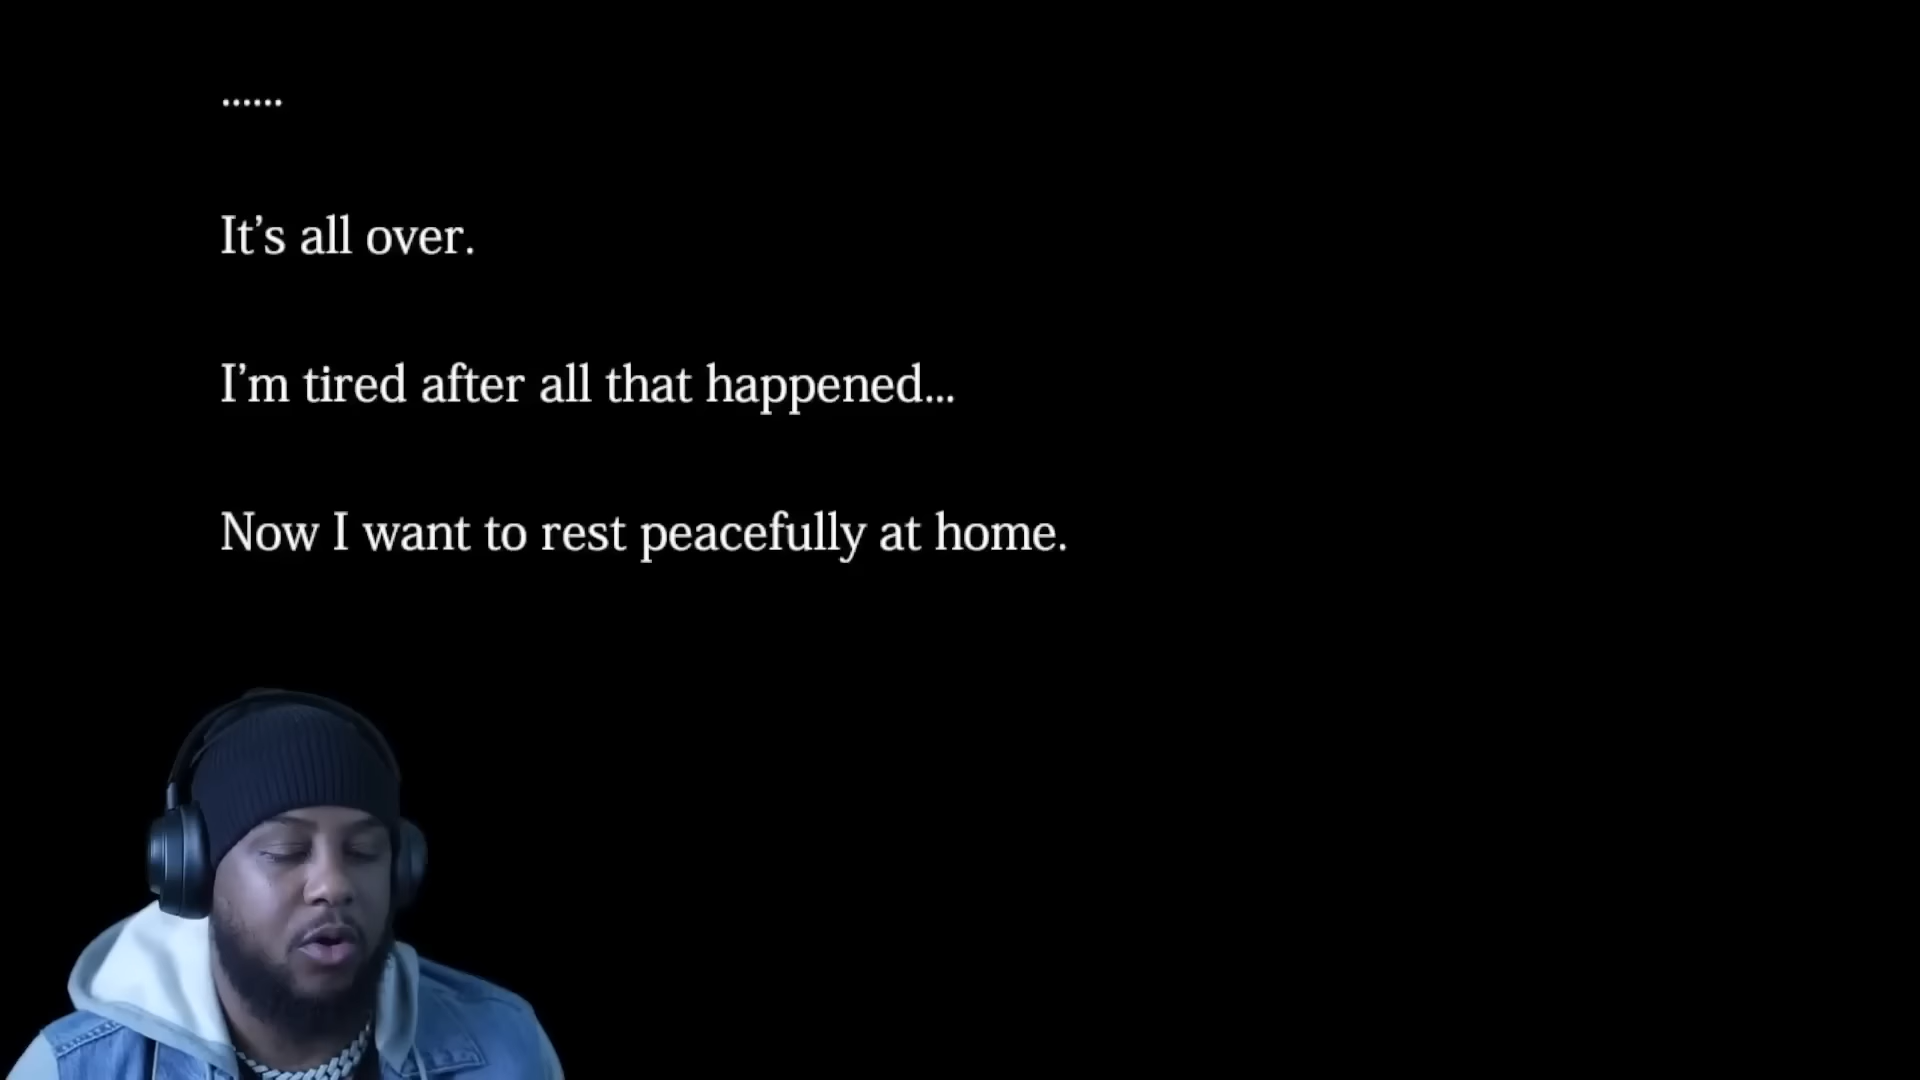 ......
It’s all over.
I’m tired after all that happened...
Now I want to rest peacefully at home.